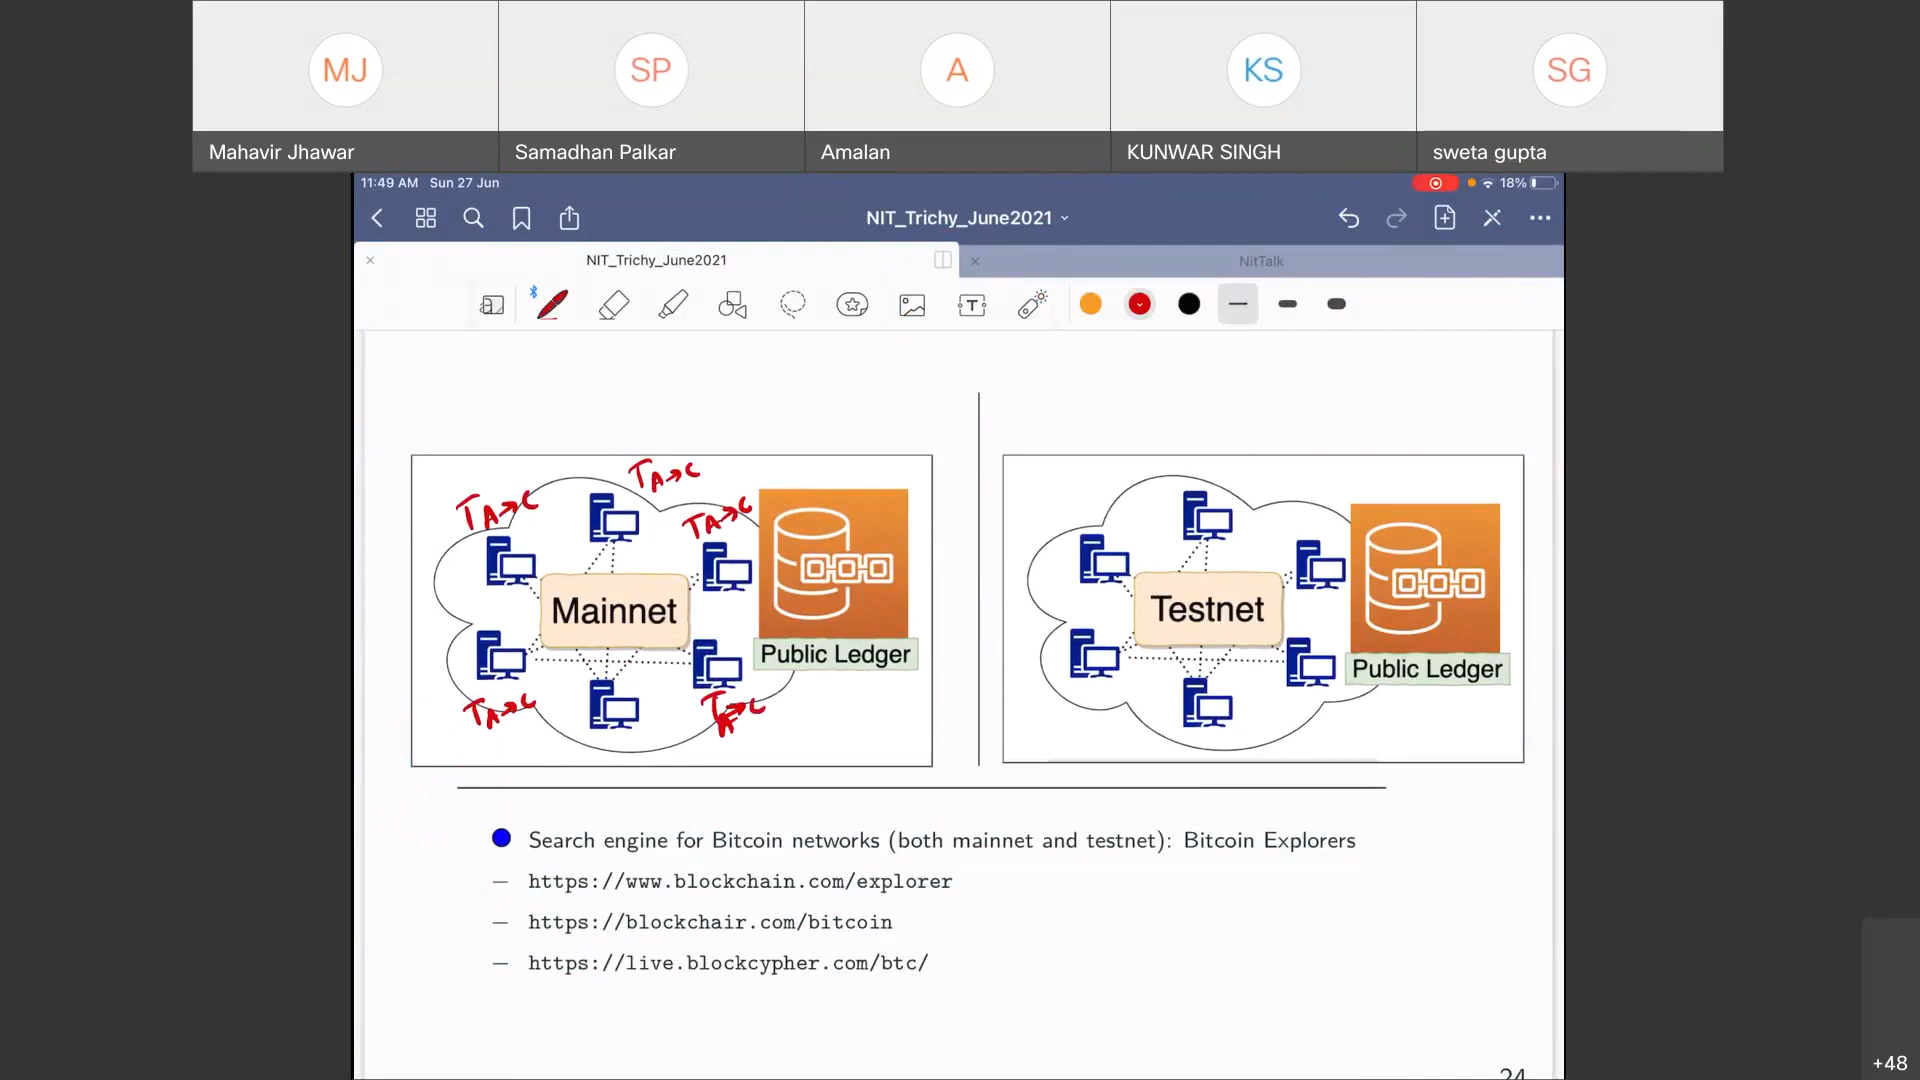 MJ SP A KS SG
Mahavir Jhawar Samadhan Palkar Amalan KUNWAR SINGH sweta gupta
11:49 AM Sun 27 Jun 18%
NIT_Trichy_June2021
NIT_Trichy_June2021 NitTalk
TA→C
TA→C
TA→C
Mainnet
Public Ledger
TA→C
TA→C
Testnet
Public Ledger
Search engine for Bitcoin networks (both mainnet and testnet): Bitcoin Explorers
— https://www.blockchain.com/explorer
— https://blockchair.com/bitcoin
— https://live.blockcypher.com/btc/
24
+48